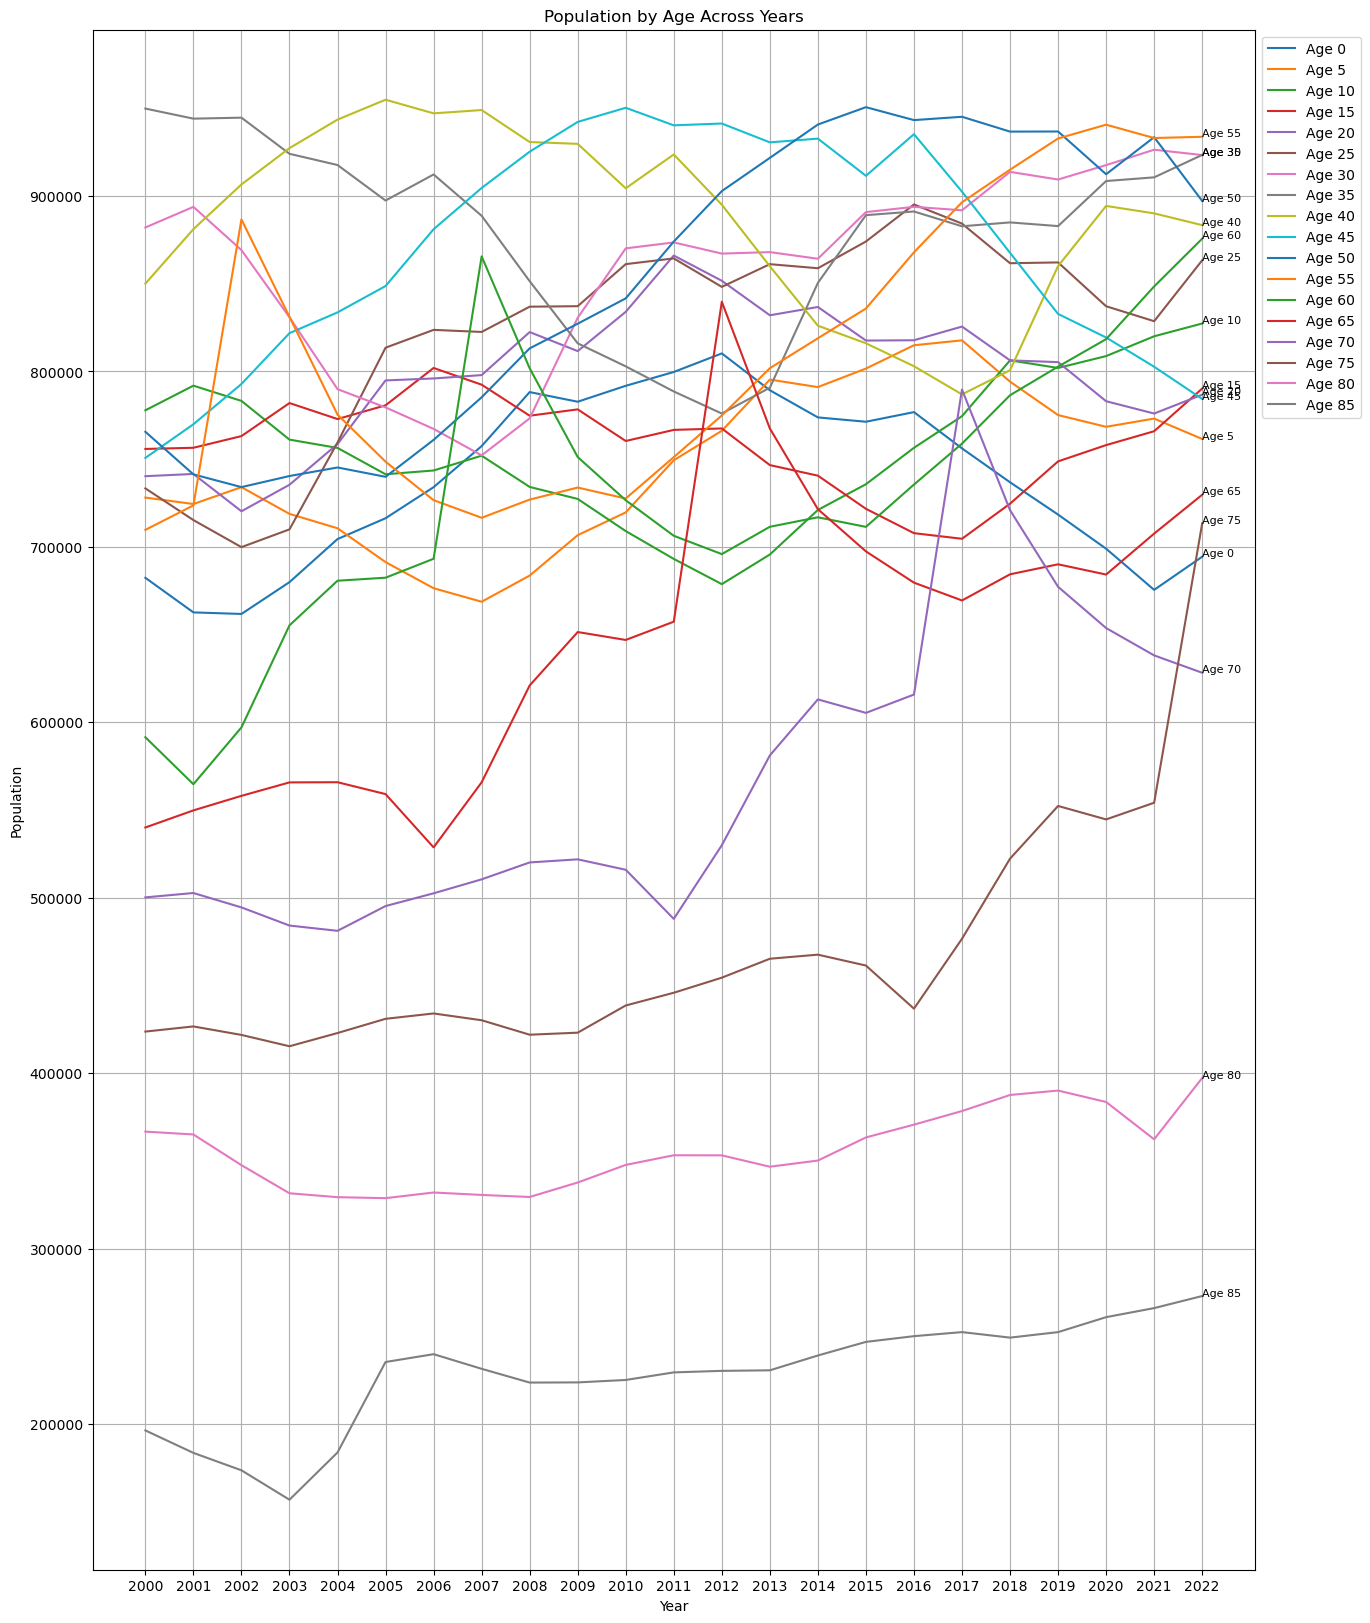 Population by Age Across Years
Age 0
Age 5
Age 10
Age 15
Age 20
Age 25
Age 30
Age 35
Age 40
Age 45
Age 50
Age 55
Age 60
Age 65
Age 70
Age 75
Age 80
Age 85
900000
800000
700000
600000
500000
400000
300000
200000
Population
Age 55
Age 35
Age 50
Age 40
Age 60
Age 25
Age 10
Age 15
Age 20
Age 45
Age 5
Age 65
Age 75
Age 0
Age 70
Age 80
Age 85
2000 2001 2002 2003 2004 2005 2006 2007 2008 2009 2010 2011 2012 2013 2014 2015 2016 2017 2018 2019 2020 2021 2022
Year